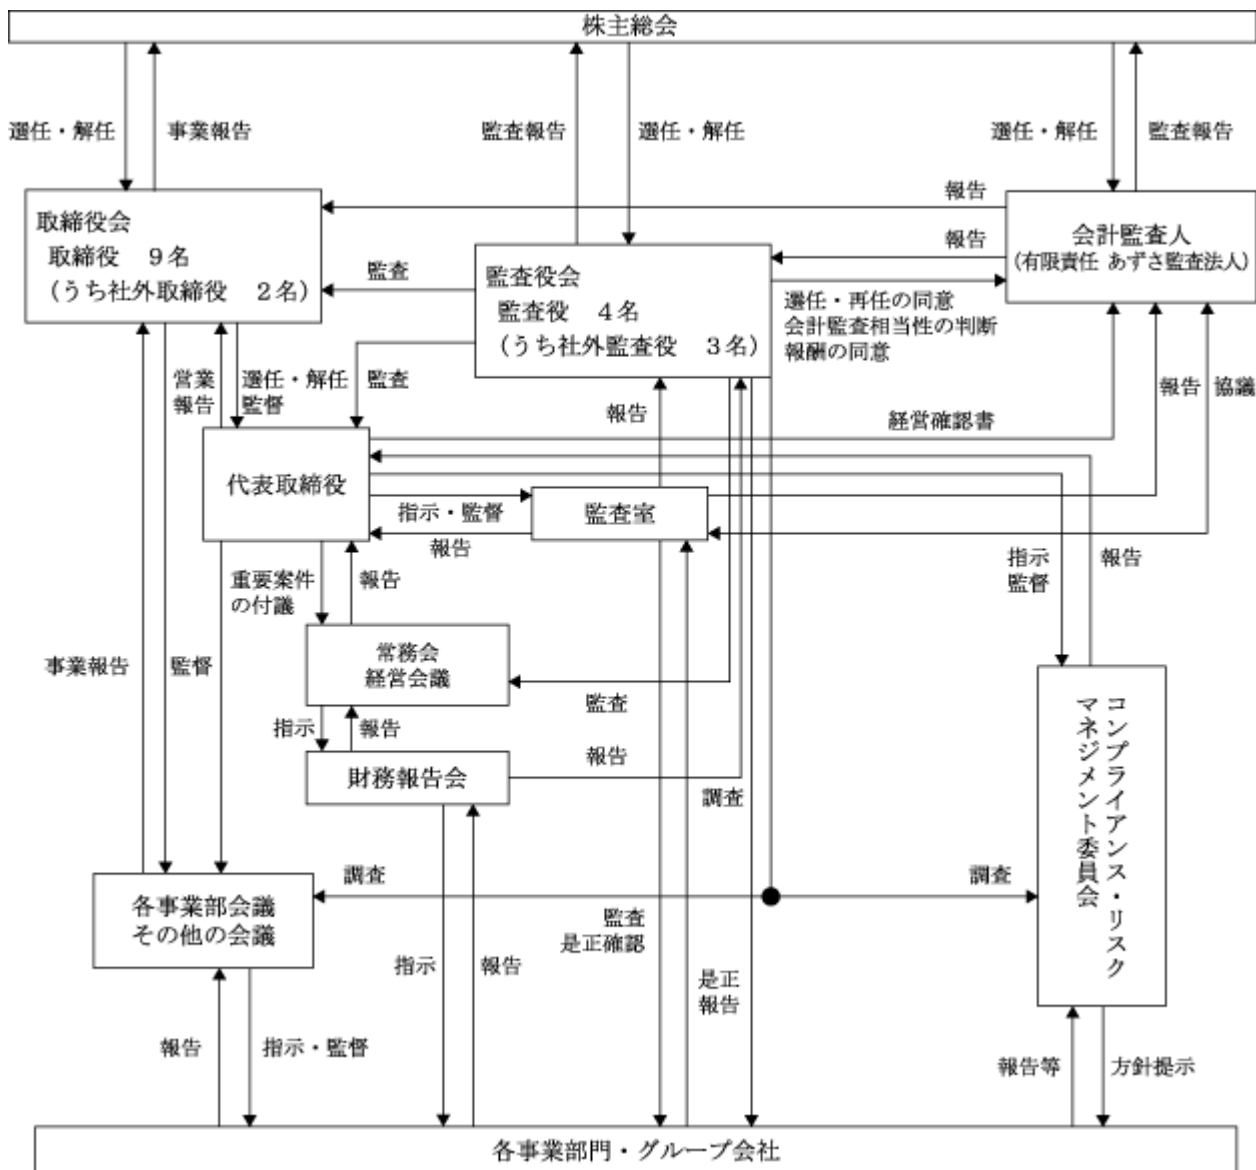 株主総会
選任・解任
事業報告
監査報告
選任・解任
選任・解任
監査報告
取締役会
取締役　９名
（うち社外取締役　２名）
報告
会計監査人
（有限責任 あずさ監査法人）
報告
監査
監査役会
監査役　４名
（うち社外監査役　３名）
選任・再任の同意
会計監査相当性の判断
報酬の同意
営業
報告
選任・解任
監督
監査
報告
経営確認書
報告
協議
代表取締役
指示・監督
報告
監査室
重要案件
の付議
報告
指示
監督
報告
常務会
経営会議
監査
事業報告
監督
指示
報告
財務報告会
報告
調査
コンプライアンス・リスク
マネジメント委員会
調査
調査
各事業部会議
その他の会議
監査
是正確認
指示
報告
是正
報告
報告
指示・監督
報告等
方針提示
各事業部門・グループ会社